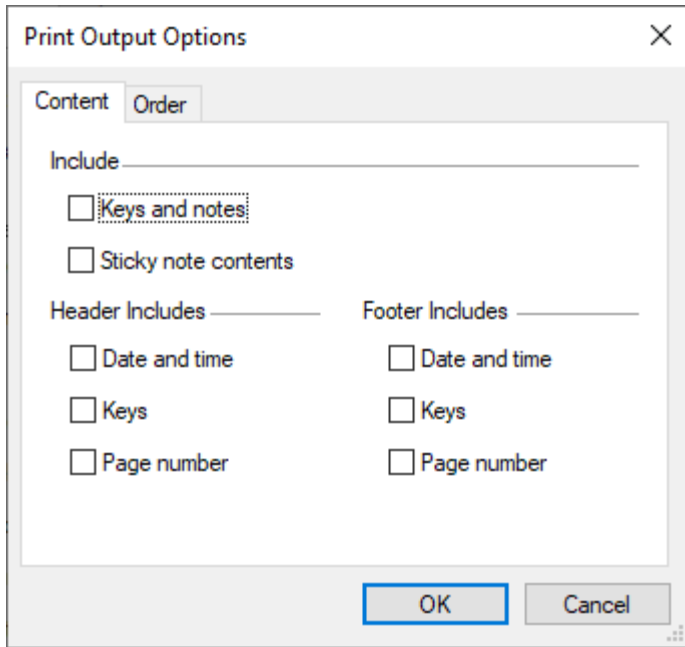 Print Output Options
Content Order
Include
Keys and notes
Sticky note contents
Header Includes Footer Includes
Date and time Date and time
Keys Keys
Page number Page number
OK Cancel